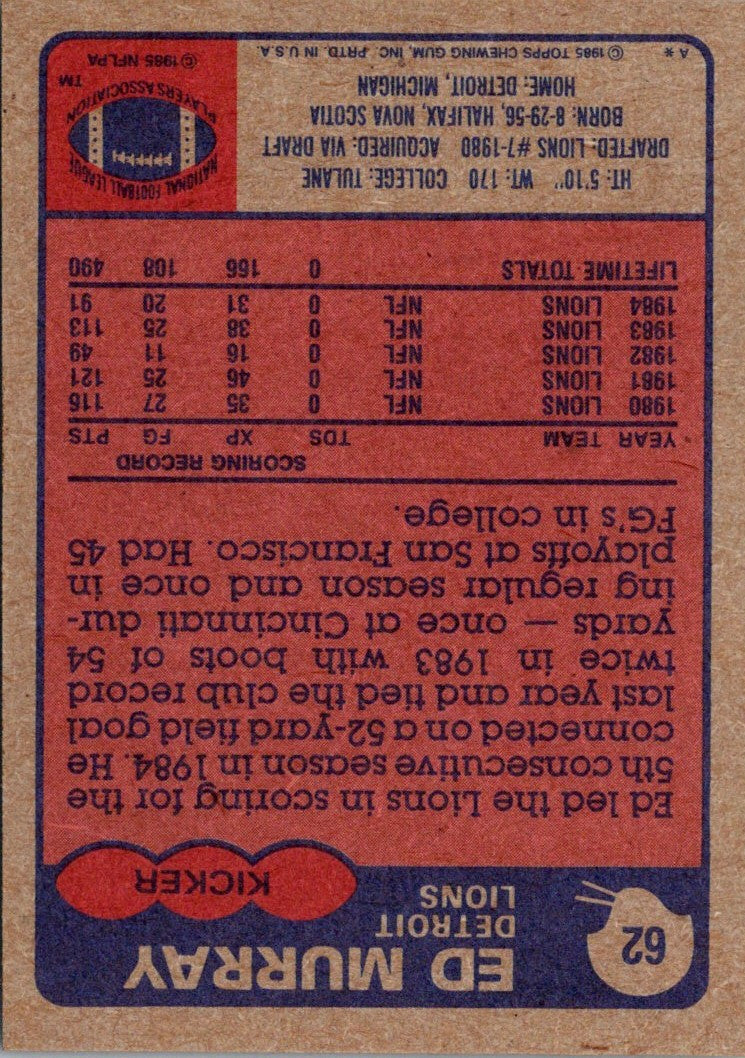 62
ED MURRAY
DETROIT
LIONS
KICKER
Ed led the Lions in scoring for the
5th consecutive season in 1984. He
connected on a 52-yard field goal
last year and tied the club record
twice in 1983 with boots of 54
yards — once at Cincinnati dur-
ing regular season and once in
playoffs at San Francisco. Had 45
FG's in college.
SCORING RECORD
YEAR TEAM TDS XP FG PTS
1980 LIONS NFL 0 35 27 116
1981 LIONS NFL 0 46 25 121
1982 LIONS NFL 0 16 11 49
1983 LIONS NFL 0 38 25 113
1984 LIONS NFL 0 31 20 91
LIFETIME TOTALS 0 166 108 490
HT: 5'10" WT: 170 COLLEGE: TULANE
DRAFTED: LIONS #7-1980 ACQUIRED: VIA DRAFT
BORN: 8-29-56, HALIFAX, NOVA SCOTIA
HOME: DETROIT, MICHIGAN
A* © 1985 TOPPS CHEWING GUM, INC. PRTD. IN U.S.A.
NATIONAL FOOTBALL LEAGUE
PLAYERS ASSOCIATION
TM
© 1985 NFLPA